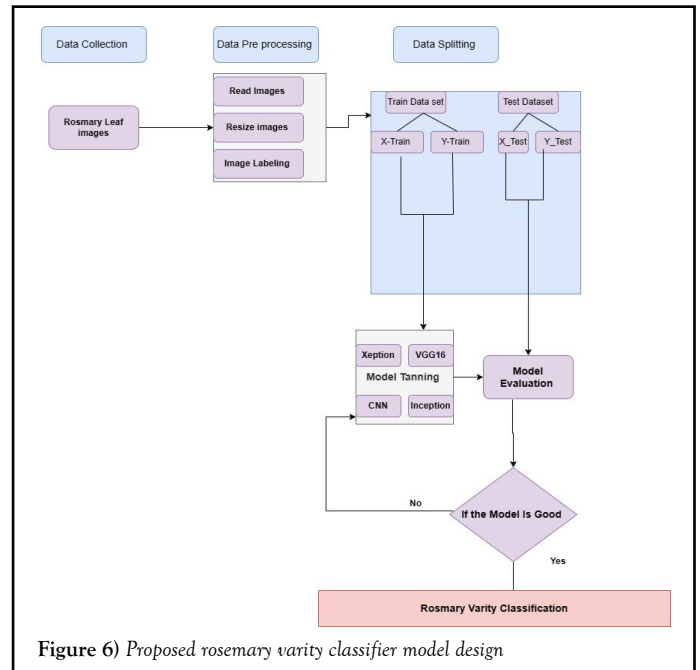 Data Collection
Data Pre processing
Data Splitting
Rosmary Leaf
images
Read Images
Resize images
Image Labeling
Train Data set
Test Dataset
X-Train
Y-Train
X_Test
Y_Test
Xeption
VGG16
Model Tanning
CNN
Inception
Model
Evaluation
If the Model Is Good
No
Yes
Rosmary Varity Classification
Figure 6) Proposed rosemary varity classifier model design